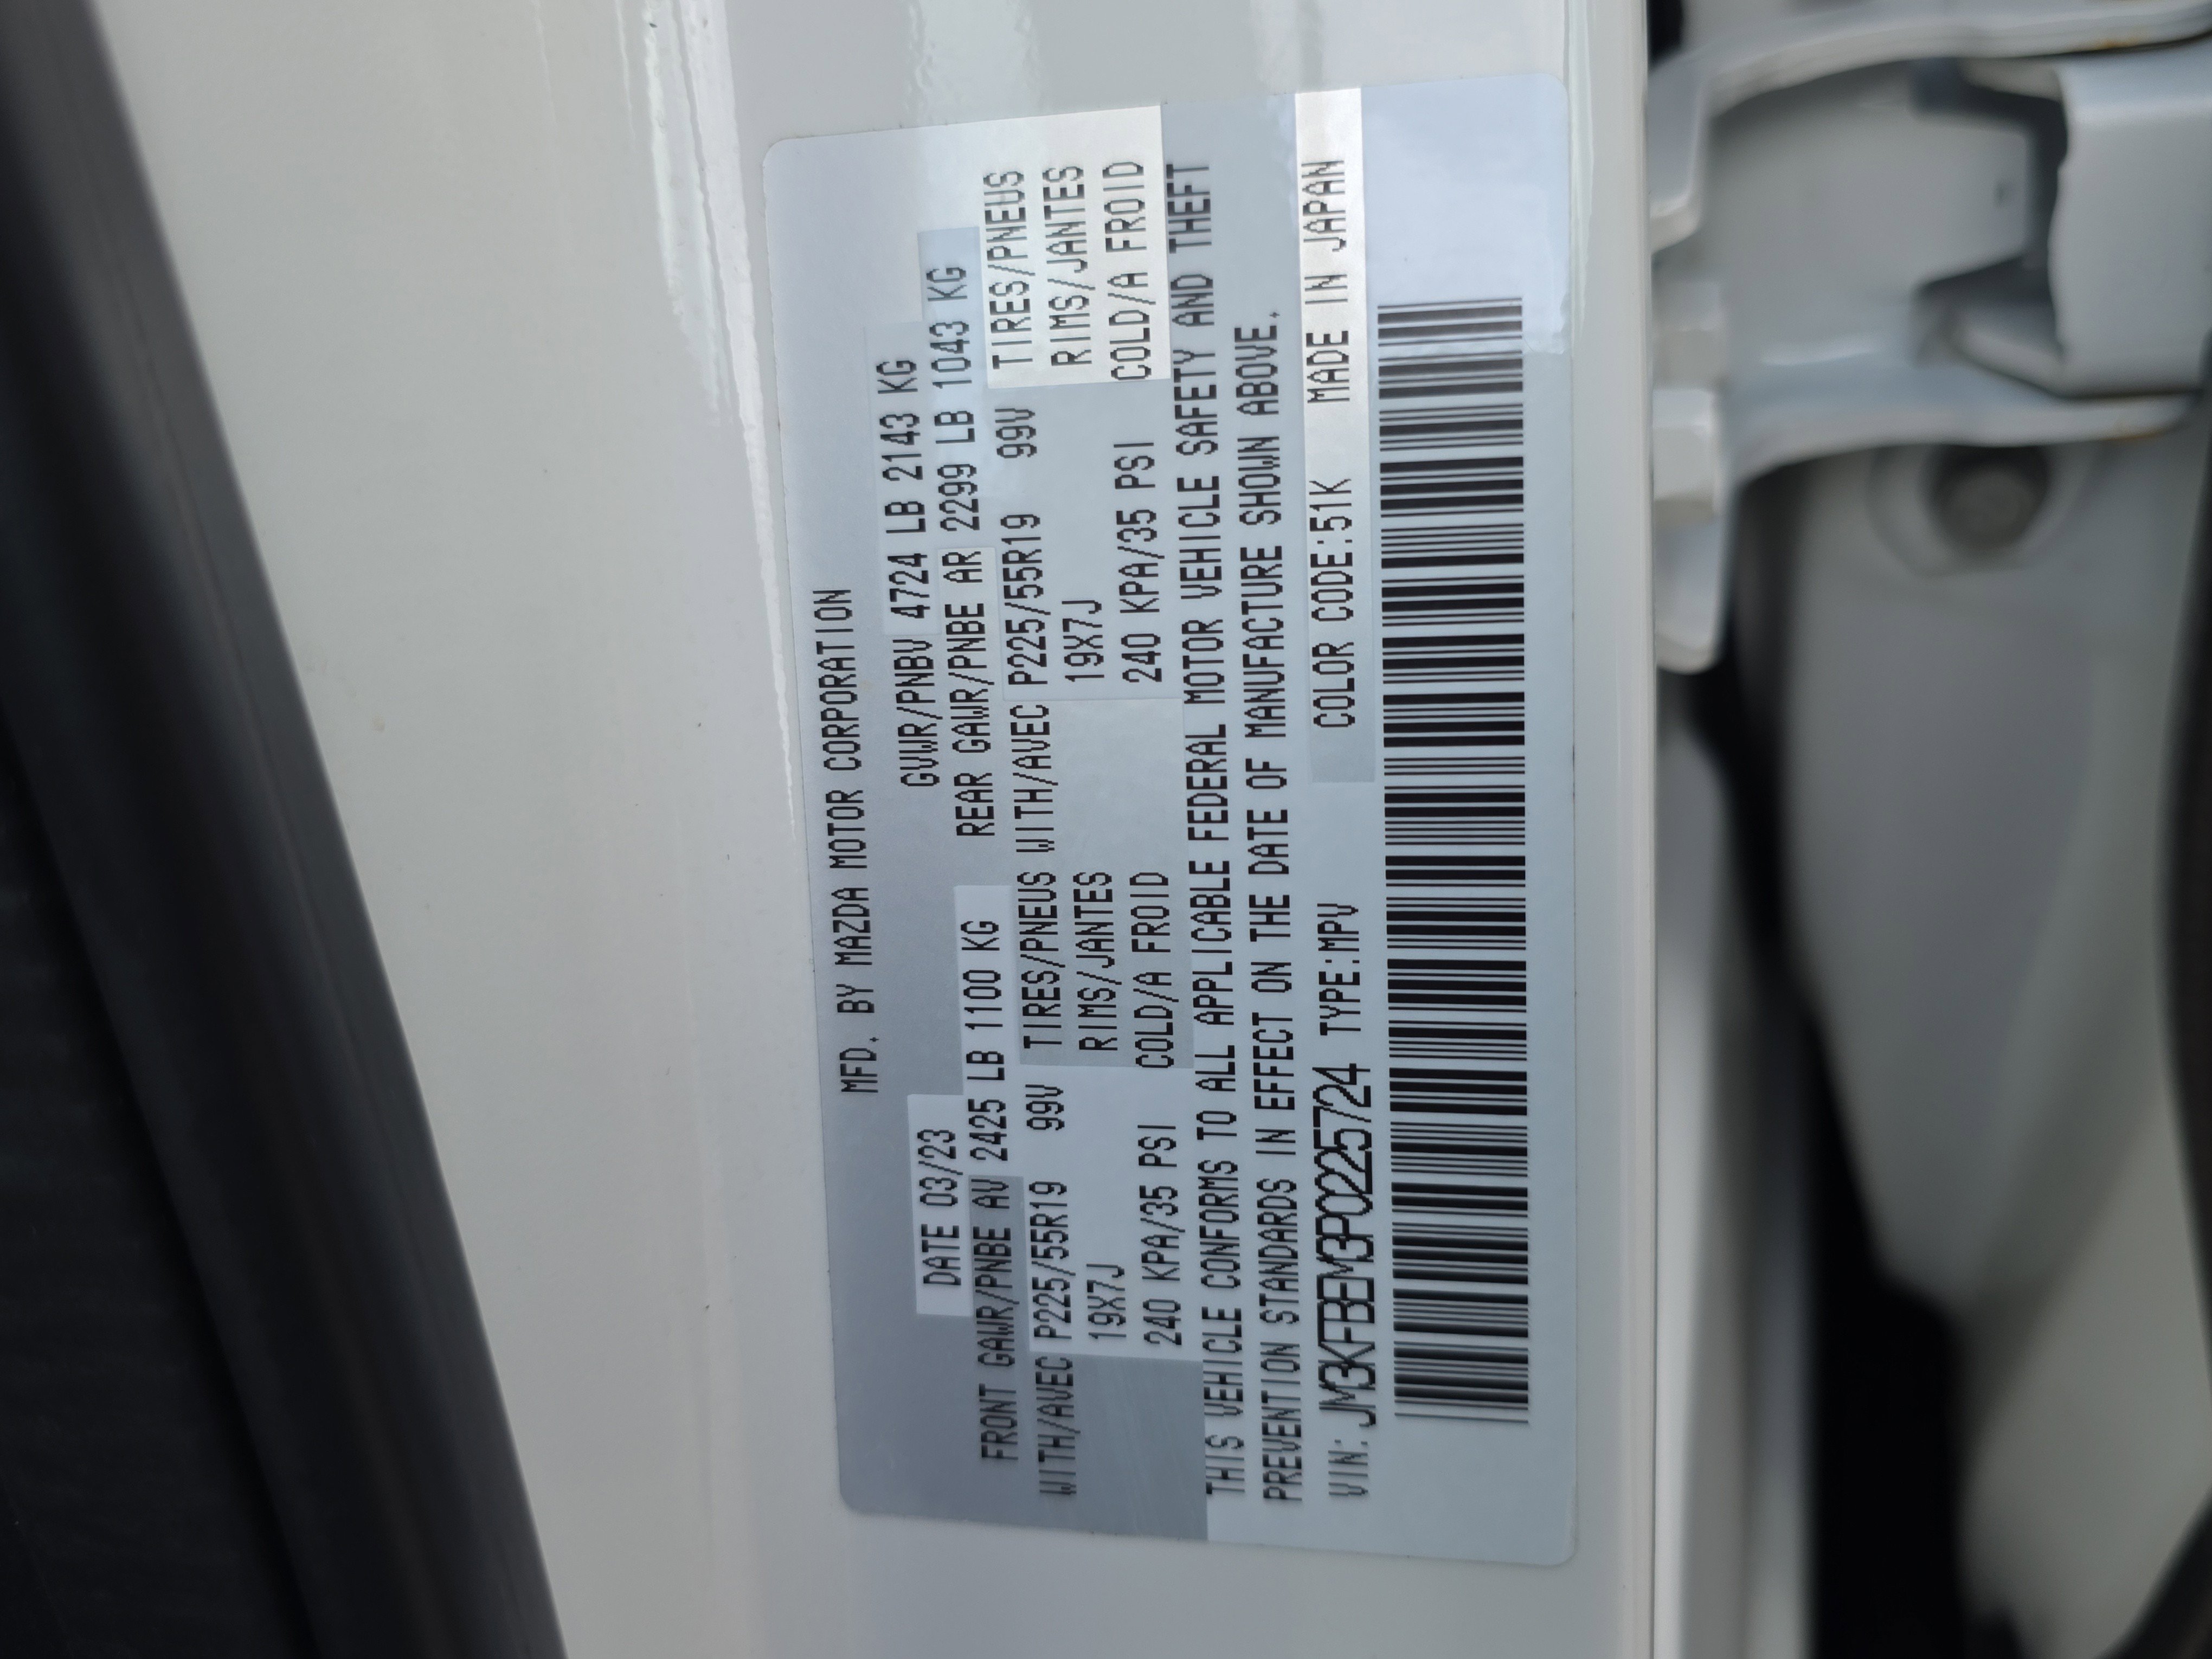 MFD. BY MAZDA MOTOR CORPORATION
DATE 03/23 GVWR/PNBV 4724 LB 2143 KG
FRONT GAWR/PNBE AV 2425 LB 1100 KG REAR GAWR/PNBE AR 2299 LB 1043 KG
WITH/AVEC P225/55R19 99V TIRES/PNEUS WITH/AVEC P225/55R19 99V TIRES/PNEUS
19X7J RIMS/JANTES 19X7J RIMS/JANTES
240 KPA/35 PSI COLD/A FROID 240 KPA/35 PSI COLD/A FROID
THIS VEHICLE CONFORMS TO ALL APPLICABLE FEDERAL MOTOR VEHICLE SAFETY AND THEFT
PREVENTION STANDARDS IN EFFECT ON THE DATE OF MANUFACTURE SHOWN ABOVE.
VIN: JM3KFBEM3P0225724 TYPE:MPV COLOR CODE:51K MADE IN JAPAN